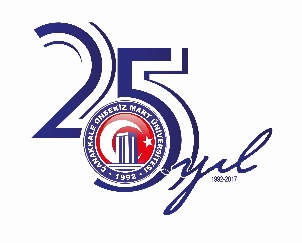 25.yıl
ÇANAKKALE ONSEKİZ MART ÜNİVERSİTESİ
1992
1992-2017